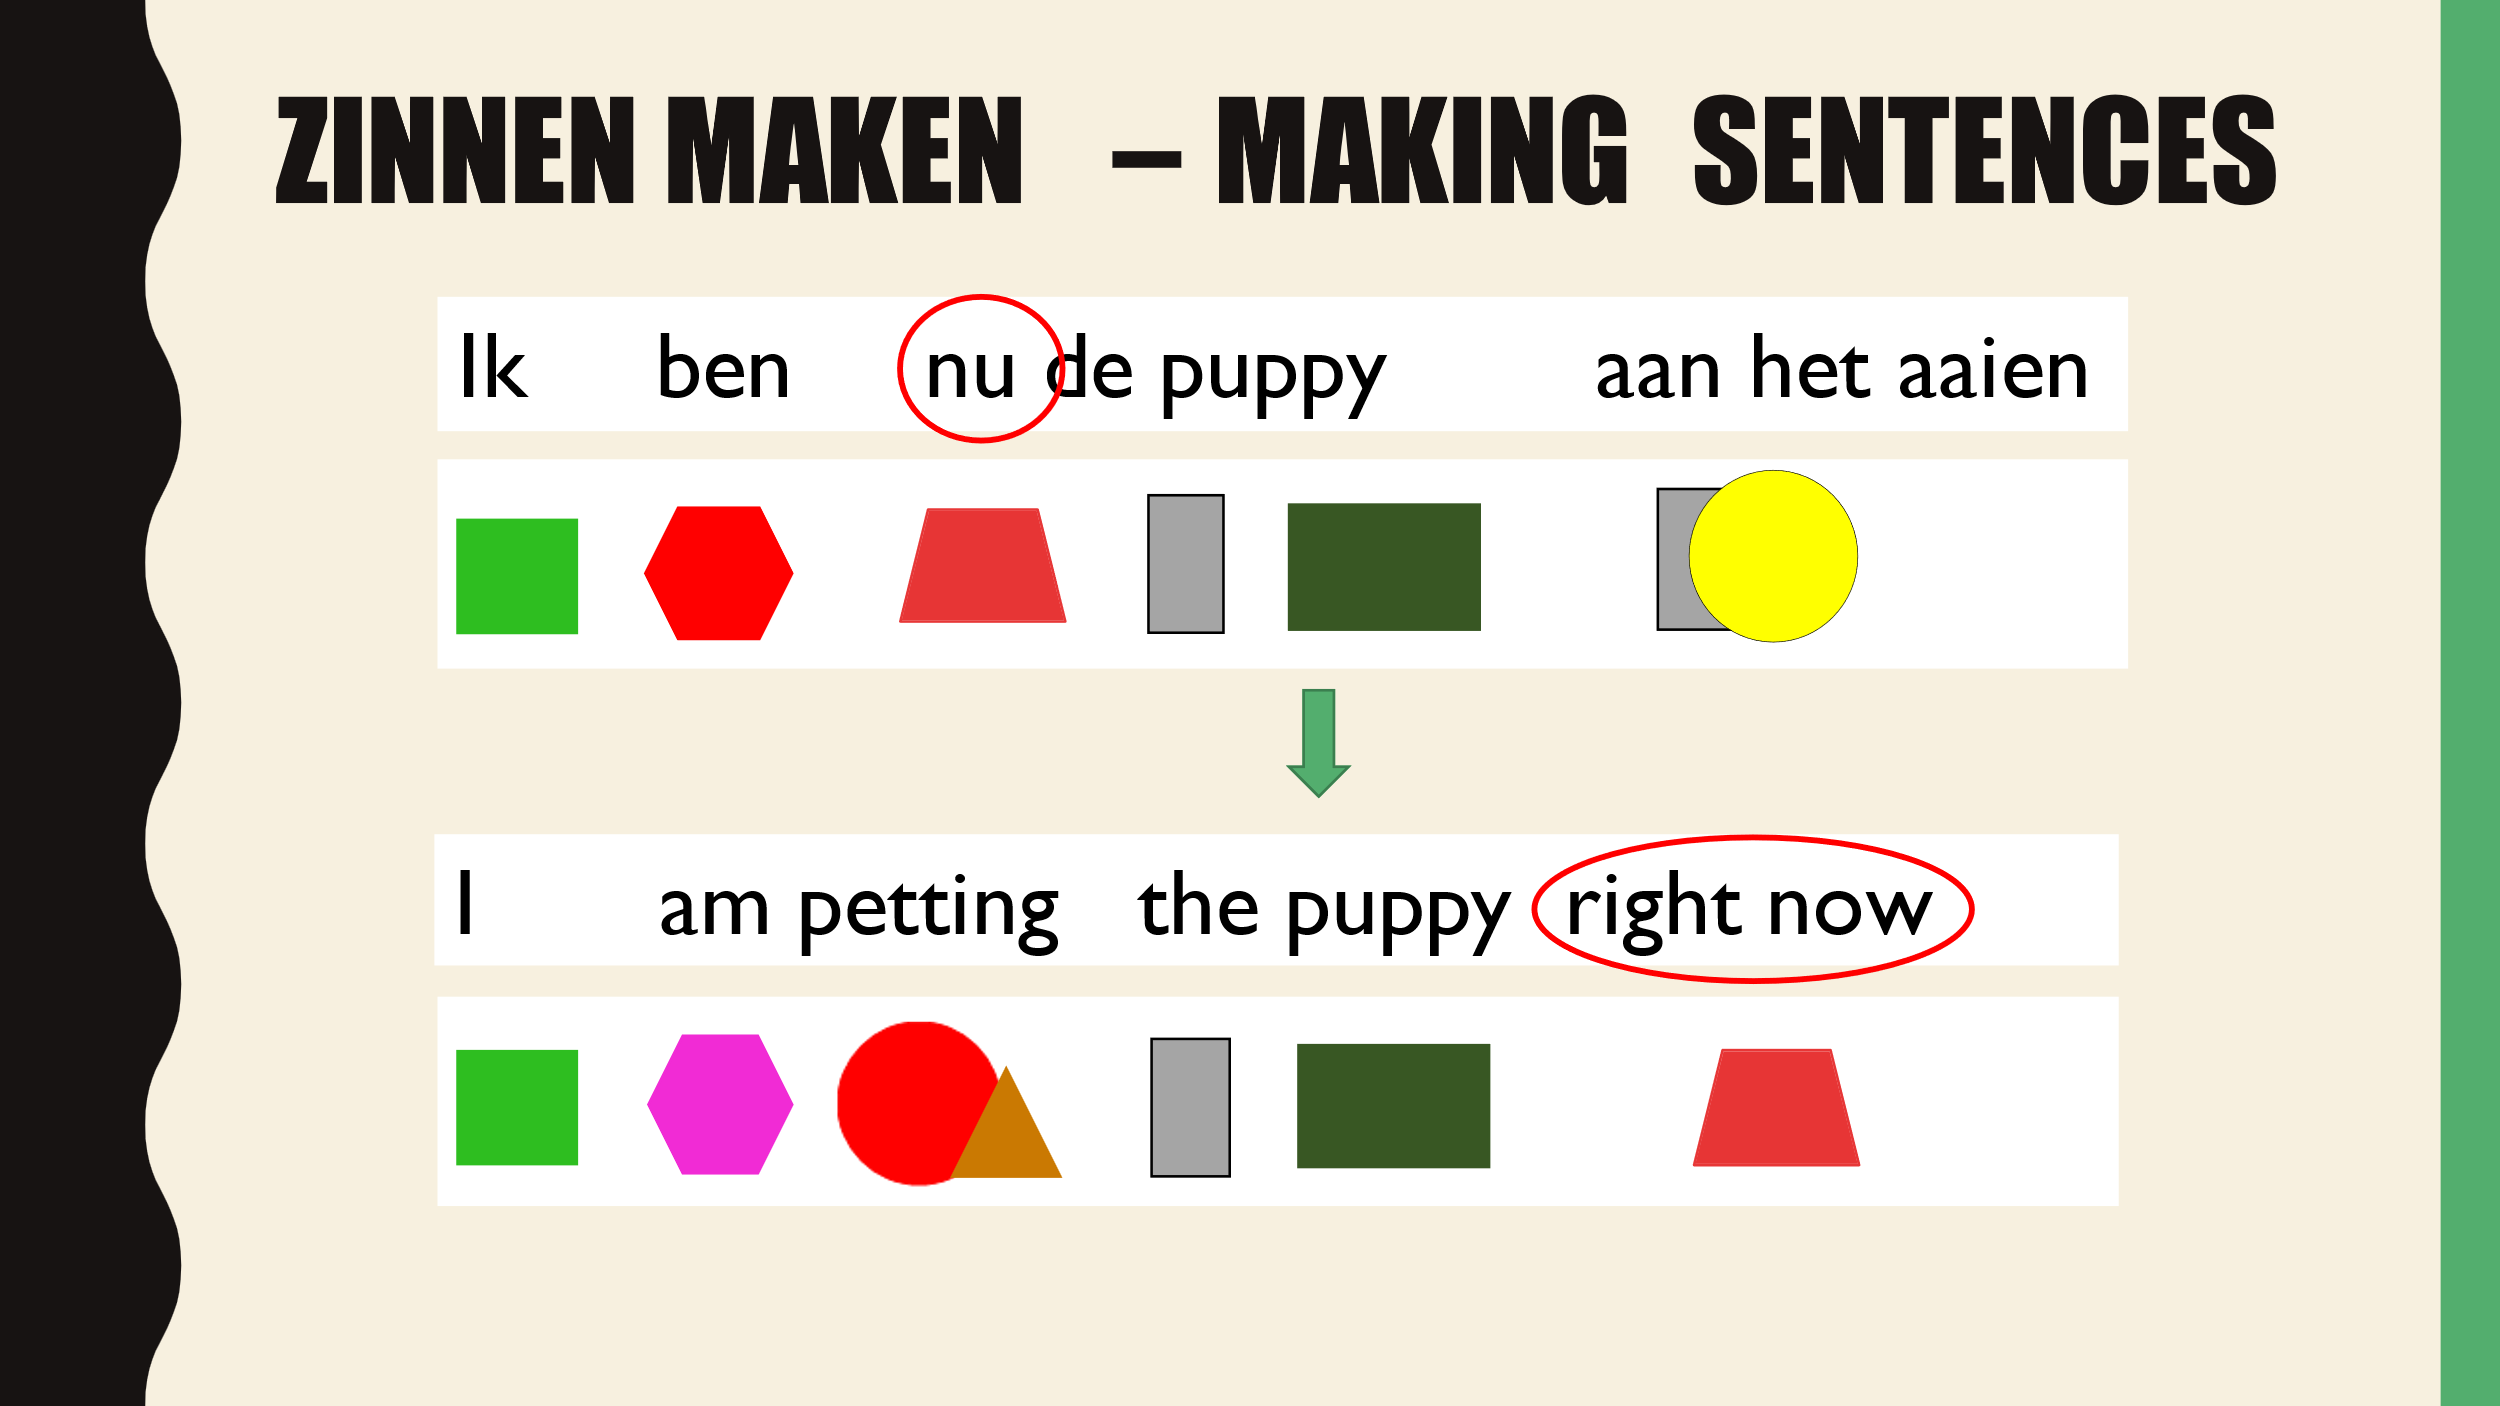 ZINNEN MAKEN – MAKING SENTENCES
Ik ben nu de puppy aan het aaien
I am petting the puppy right now